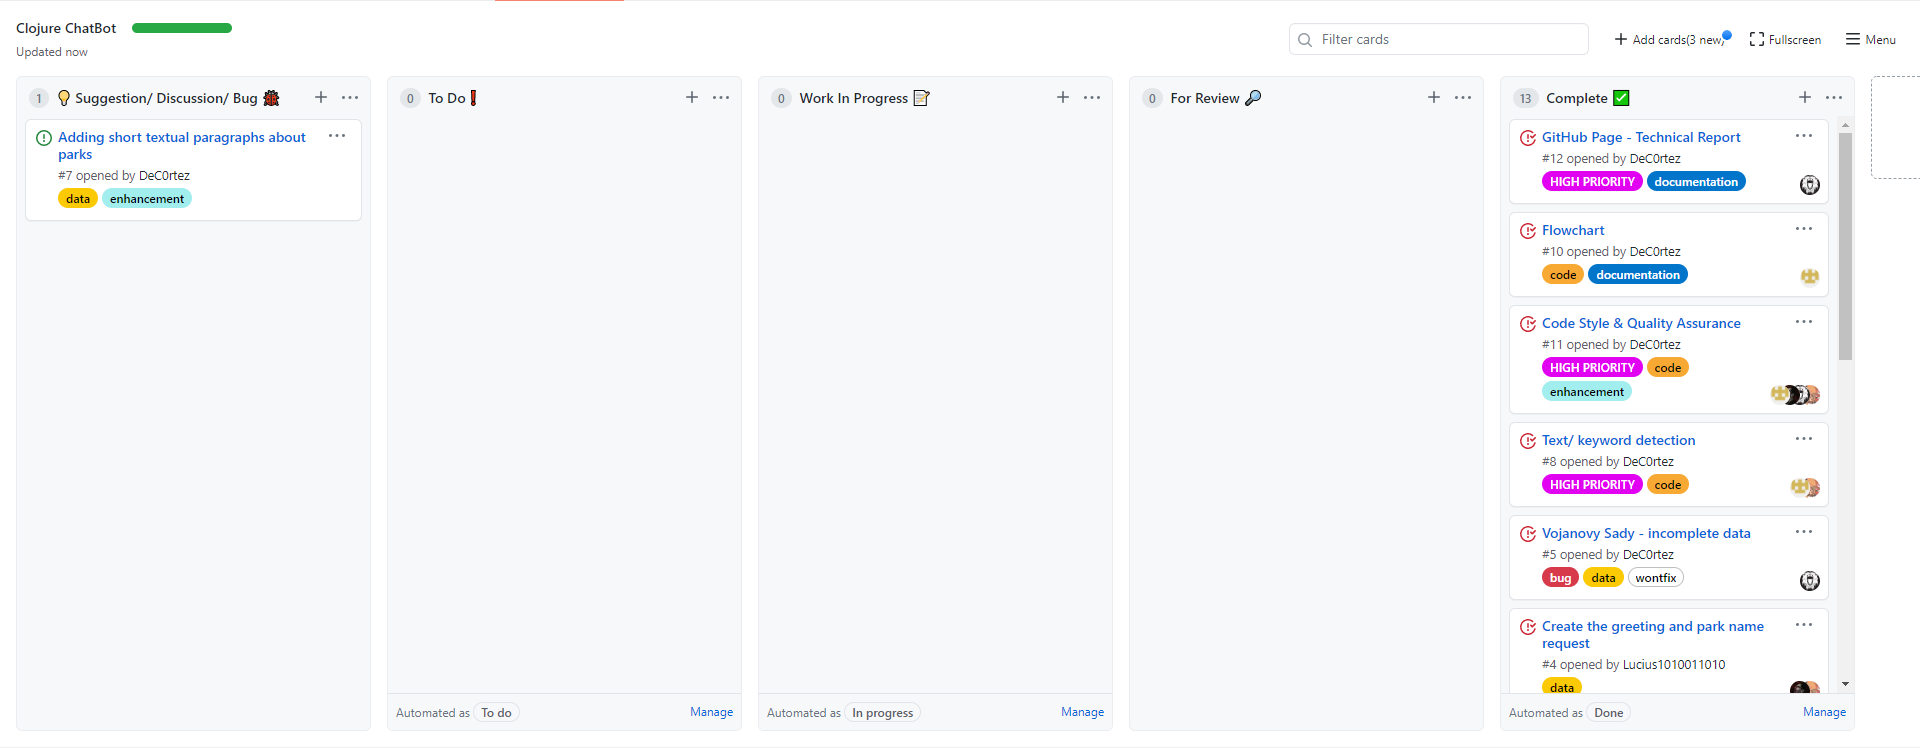 Clojure ChatBot
Updated now
Filter cards
Add cards(3 new)
Fullscreen
Menu
1 Suggestion/ Discussion/ Bug
Adding short textual paragraphs about
parks
#7 opened by DeC0rtez
data enhancement
0 To Do
Automated as To do Manage
0 Work In Progress
Automated as In progress Manage
0 For Review
13 Complete
GitHub Page - Technical Report
#12 opened by DeC0rtez
HIGH PRIORITY documentation
Flowchart
#10 opened by DeC0rtez
code documentation
Code Style & Quality Assurance
#11 opened by DeC0rtez
HIGH PRIORITY code
enhancement
Text/ keyword detection
#8 opened by DeC0rtez
HIGH PRIORITY code
Vojanovy Sady - incomplete data
#5 opened by DeC0rtez
bug data wontfix
Create the greeting and park name
request
#4 opened by Lucius1010011010
data
Automated as Done Manage